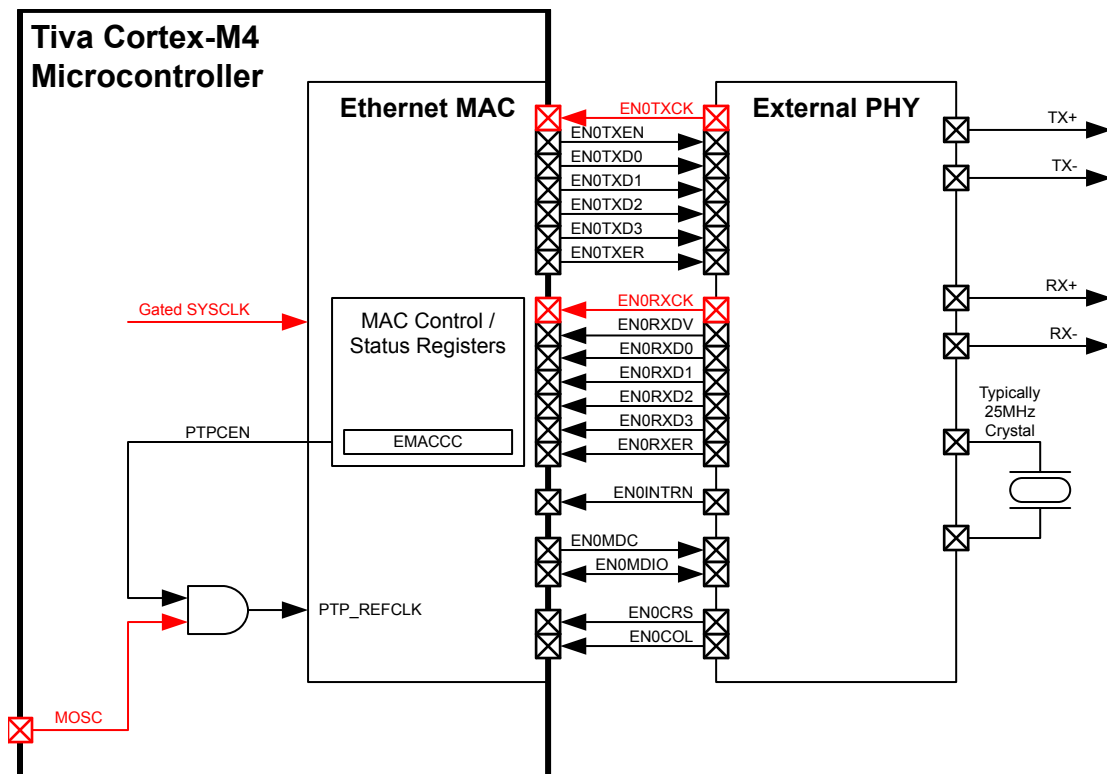 Tiva Cortex-M4
Microcontroller
Ethernet MAC
External PHY
EN0TXCK
EN0TXEN
EN0TXD0
EN0TXD1
EN0TXD2
EN0TXD3
EN0TXER
TX+
TX-
Gated SYSCLK
MAC Control /
Status Registers
EMACCC
PTPCEN
EN0RXCK
EN0RXDV
EN0RXD0
EN0RXD1
EN0RXD2
EN0RXD3
EN0RXER
RX+
RX-
Typically
25MHz
Crystal
EN0INTRN
EN0MDC
EN0MDIO
EN0CRS
EN0COL
PTP_REFCLK
MOSC